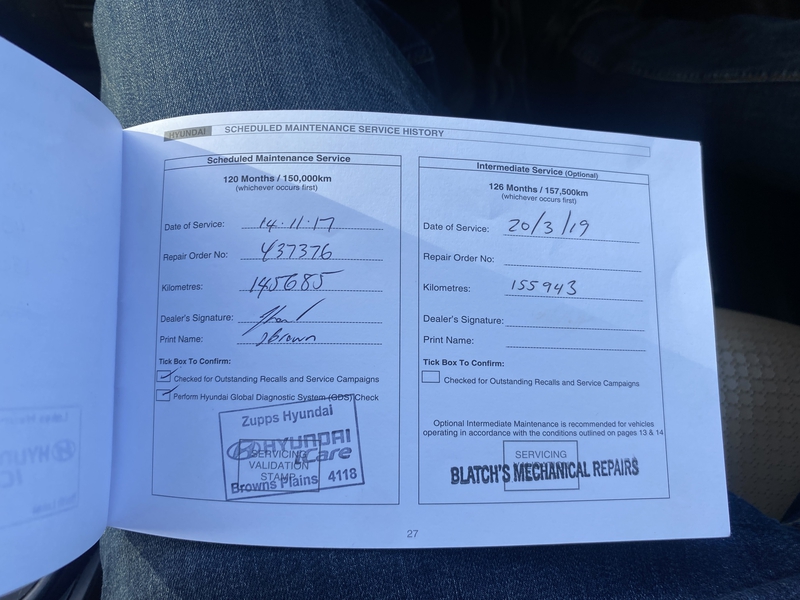 HYUNDAI SCHEDULED MAINTENANCE SERVICE HISTORY
Scheduled Maintenance Service
120 Months / 150,000km
(whichever occurs first)
Date of Service: 14.11.17
Repair Order No: 437376
Kilometres: 145685
Dealer's Signature:
Print Name: J Brown
Tick Box To Confirm:
Checked for Outstanding Recalls and Service Campaigns
Perform Hyundai Global Diagnostic System (GDS) Check
Zupps Hyundai
HYUNDAI
iCare
Browns Plains 4118
SERVICING
VALIDATION
STAMP
Intermediate Service (Optional)
126 Months / 157,500km
(whichever occurs first)
Date of Service: 20/3/19
Repair Order No:
Kilometres: 155943
Dealer's Signature:
Print Name:
Tick Box To Confirm:
Checked for Outstanding Recalls and Service Campaigns
Optional Intermediate Maintenance is recommended for vehicles
operating in accordance with the conditions outlined on pages 13 & 14
SERVICING
BLATCH'S MECHANICAL REPAIRS
27